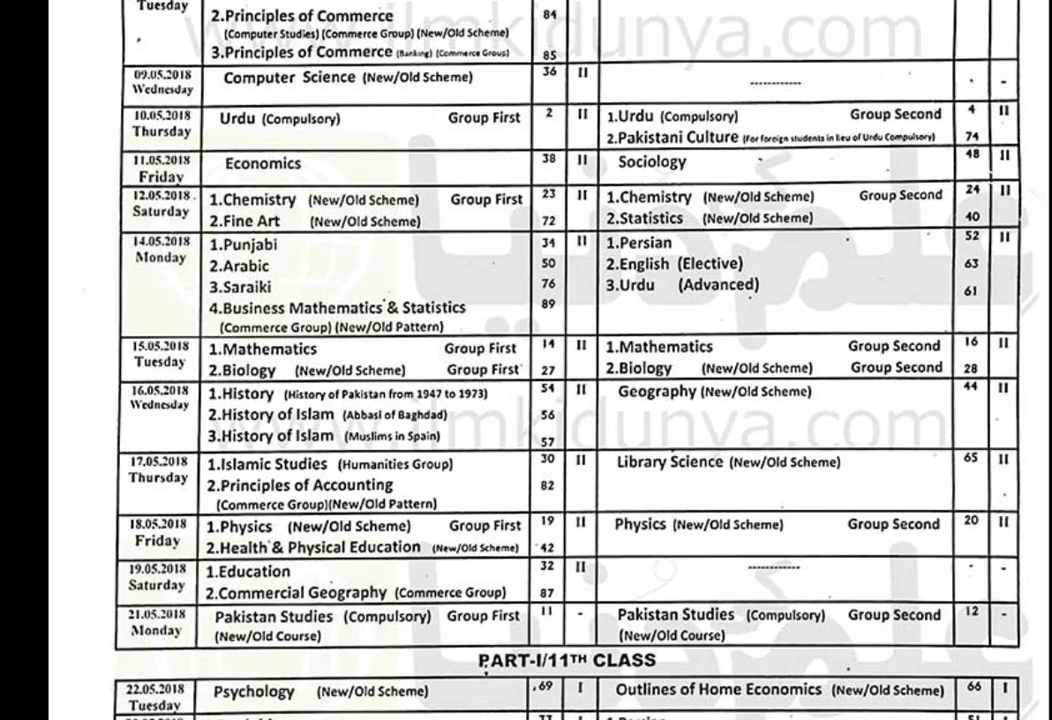 Tuesday
2.Principles of Commerce 84
(Computer Studies) (Commerce Group) (New/Old Scheme)
3.Principles of Commerce (Banking) (Commerce Group) 85
www.ilmkidunya.com
09.05.2018 Computer Science (New/Old Scheme) 36 II ------------ - -
Wednesday
10.05.2018 Urdu (Compulsory) Group First 2 II 1.Urdu (Compulsory) Group Second 4 II
Thursday 2.Pakistani Culture (For foreign students in lieu of Urdu Compulsory) 74
11.05.2018 Economics 38 II Sociology 48 II
Friday
12.05.2018 1.Chemistry (New/Old Scheme) Group First 23 II 1.Chemistry (New/Old Scheme) Group Second 24 II
Saturday 2.Fine Art (New/Old Scheme) 72 2.Statistics (New/Old Scheme) 40
14.05.2018 1.Punjabi 34 II 1.Persian 52 II
Monday 2.Arabic 50 2.English (Elective) 63
3.Saraiki 76 3.Urdu (Advanced) 61
4.Business Mathematics & Statistics 89
(Commerce Group) (New/Old Pattern)
علم کی دنیا
15.05.2018 1.Mathematics Group First 14 II 1.Mathematics Group Second 16 II
Tuesday 2.Biology (New/Old Scheme) Group First 27 2.Biology (New/Old Scheme) Group Second 28
16.05.2018 1.History (History of Pakistan from 1947 to 1973) 54 II Geography (New/Old Scheme) 44 II
Wednesday 2.History of Islam (Abbasi of Baghdad) 56
3.History of Islam (Muslims in Spain) 57
www.ilmkidunya.com
17.05.2018 1.Islamic Studies (Humanities Group) 30 II Library Science (New/Old Scheme) 65 II
Thursday 2.Principles of Accounting 82
(Commerce Group)(New/Old Pattern)
18.05.2018 1.Physics (New/Old Scheme) Group First 19 II Physics (New/Old Scheme) Group Second 20 II
Friday 2.Health & Physical Education (New/Old Scheme) 42
19.05.2018 1.Education 32 II ------------ - -
Saturday 2.Commercial Geography (Commerce Group) 87
21.05.2018 Pakistan Studies (Compulsory) Group First 11 - Pakistan Studies (Compulsory) Group Second 12 -
Monday (New/Old Course) (New/Old Course)
PART-I/11TH CLASS
22.05.2018 Psychology (New/Old Scheme) 69 I Outlines of Home Economics (New/Old Scheme) 66 I
Tuesday